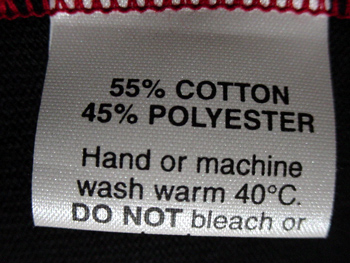 55% COTTON
45% POLYESTER
Hand or machine
wash warm 40°C.
DO NOT bleach or